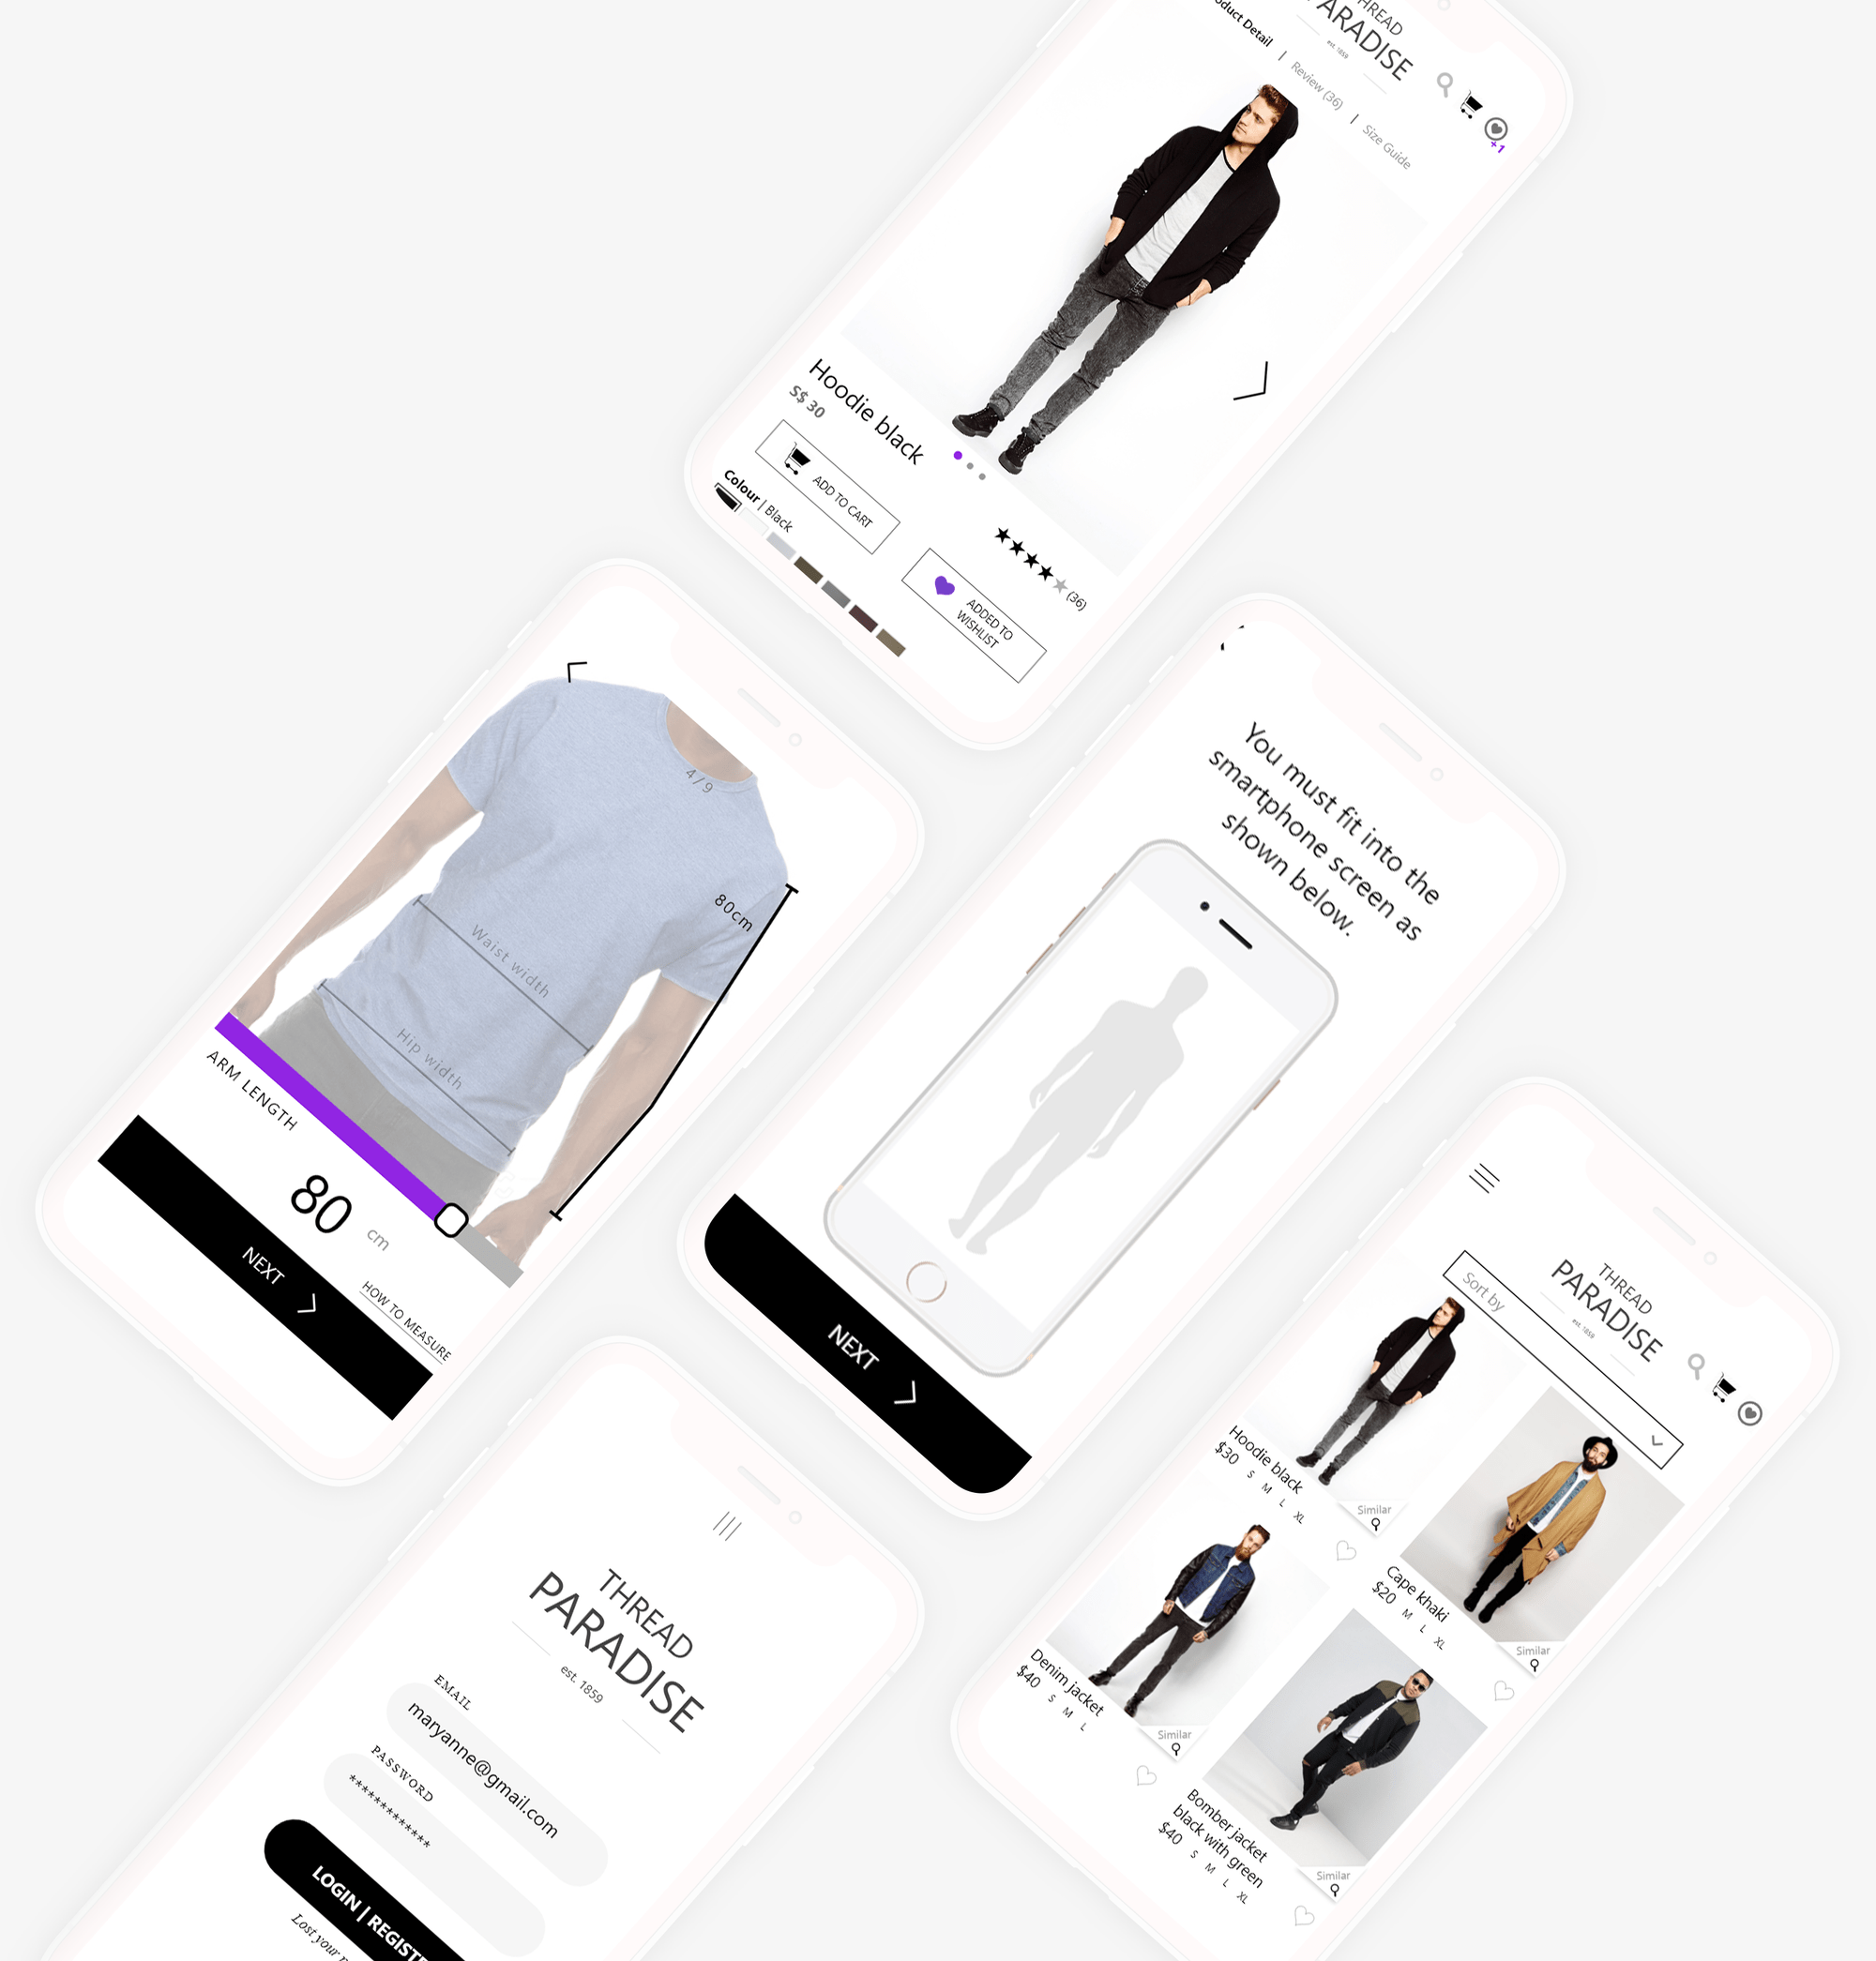 THREAD
PARADISE
est. 1859
Product Detail | Review (36) | Size Guide
+1
Hoodie black
S$ 30
ADD TO CART
ADDED TO
WISHLIST
(36)
Colour | Black
4/9
80cm
Waist width
Hip width
ARM LENGTH
80 cm
HOW TO MEASURE
NEXT
You must fit into the
smartphone screen as
shown below.
NEXT
THREAD
PARADISE
est. 1859
EMAIL
maryanne@gmail.com
PASSWORD
*************
LOGIN | REGISTE
Lost your
THREAD
PARADISE
est. 1859
Sort by
Hoodie black
$30 S M L XL
Similar
Cape khaki
$20 M L XL
Similar
Denim jacket
$40 S M L
Similar
Bomber jacket
black with green
$40 S M L XL
Similar